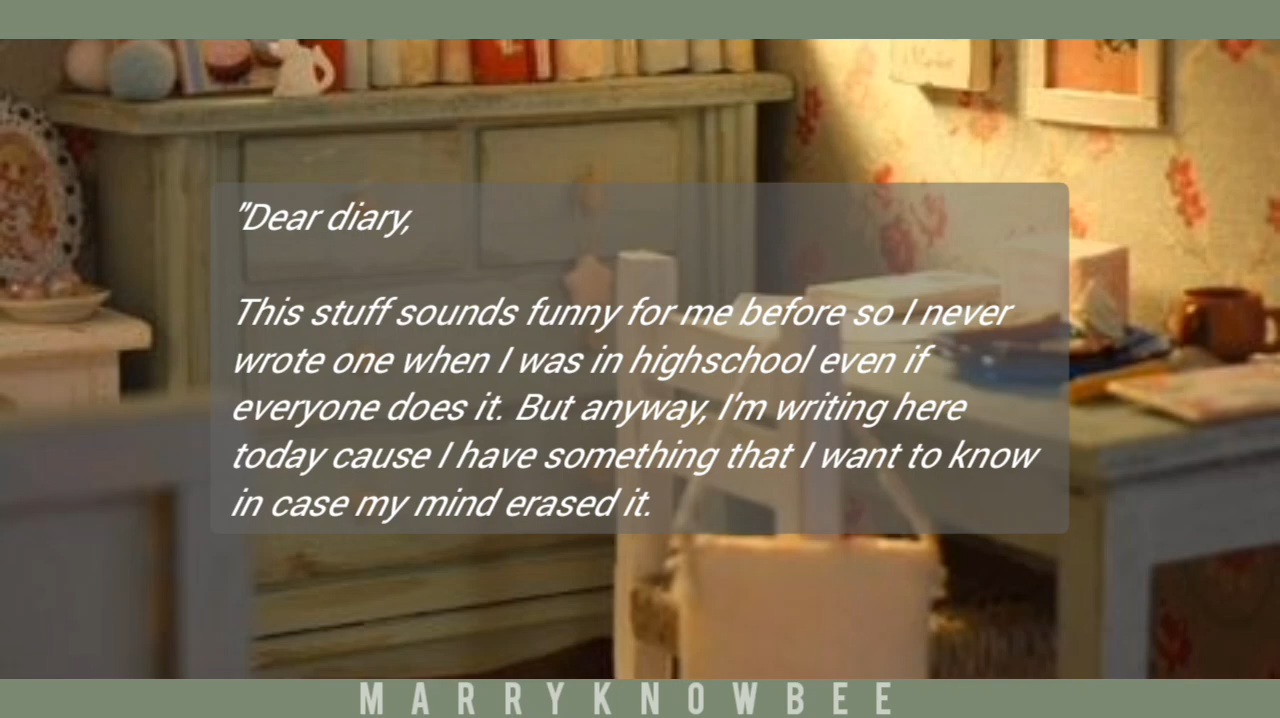 "Dear diary,
This stuff sounds funny for me before so I never
wrote one when I was in highschool even if
everyone does it. But anyway, I'm writing here
today cause I have something that I want to know
in case my mind erased it.
MARRYKNOWBEE